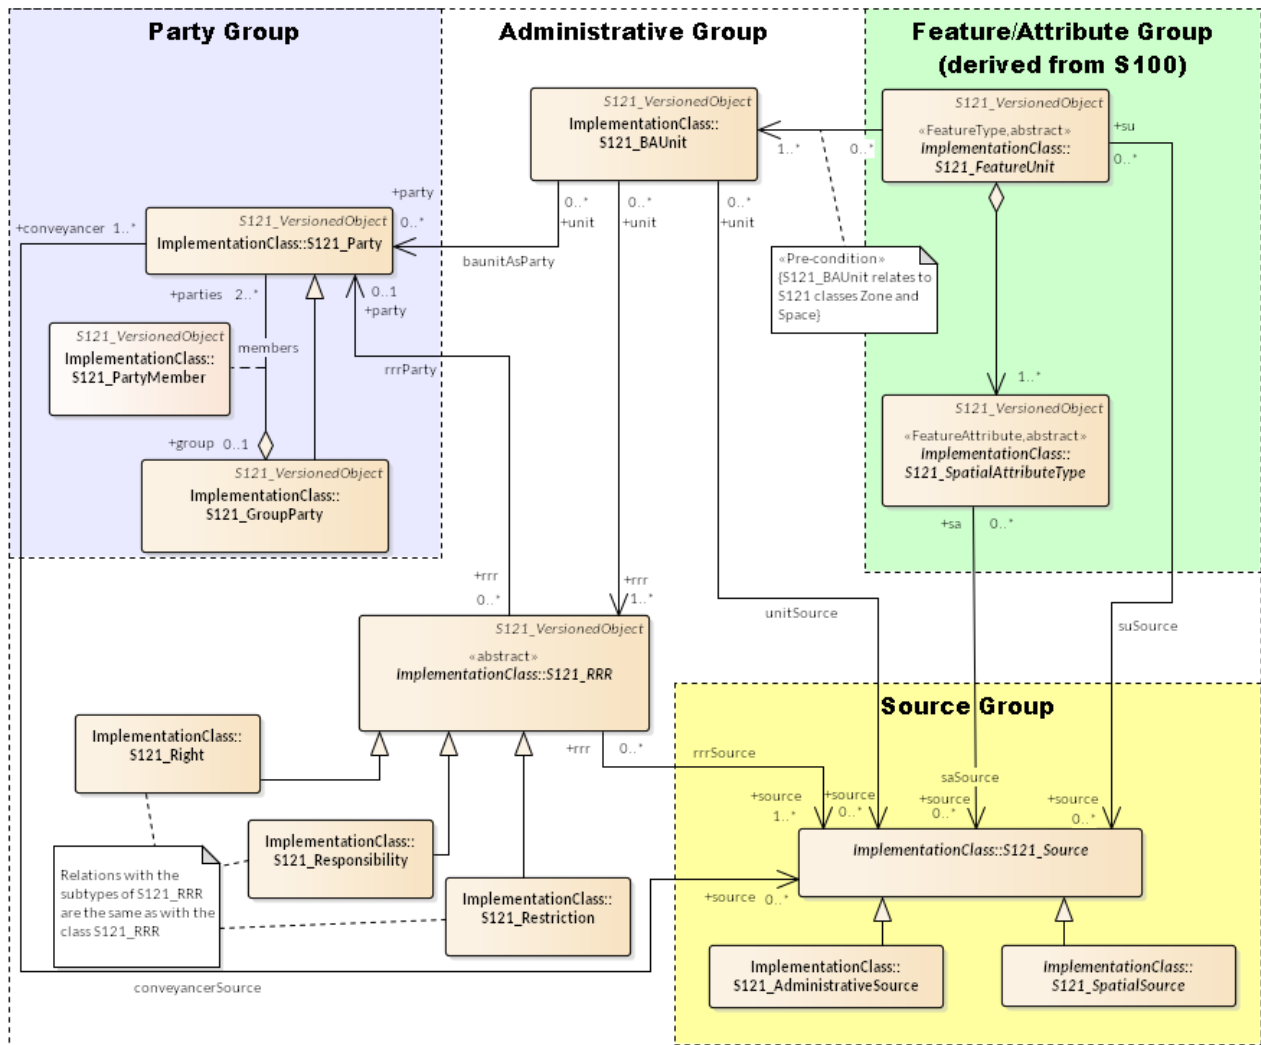 Party Group
Administrative Group
Feature/Attribute Group
(derived from S100)
S121_VersionedObject
ImplementationClass::
S121_BAUnit
S121_VersionedObject
«FeatureType,abstract»
ImplementationClass::
S121_FeatureUnit
+su
0..*
1..*
0..*
+party
0..*
0..*
+unit
0..*
+unit
0..*
+unit
+conveyancer 1..*
S121_VersionedObject
ImplementationClass::S121_Party
baunitAsParty
«Pre-condition»
{S121_BAUnit relates to
S121 classes Zone and
Space}
+parties 2..*
0..1
+party
S121_VersionedObject
ImplementationClass::
S121_PartyMember
members
rrrParty
1..*
S121_VersionedObject
«FeatureAttribute,abstract»
ImplementationClass::
S121_SpatialAttributeType
+group 0..1
S121_VersionedObject
ImplementationClass::
S121_GroupParty
+sa 0..*
+rrr
0..*
+rrr
1..*
unitSource
suSource
S121_VersionedObject
«abstract»
ImplementationClass::S121_RRR
Source Group
ImplementationClass::
S121_Right
+rrr 0..*
rrrSource
saSource
+source
1..*
+source
0..*
+source
0..*
+source
0..*
ImplementationClass::
S121_Responsibility
ImplementationClass::S121_Source
Relations with the
subtypes of S121_RRR
are the same as with the
class S121_RRR
ImplementationClass::
S121_Restriction
+source 0..*
ImplementationClass::
S121_AdministrativeSource
ImplementationClass::
S121_SpatialSource
conveyancerSource